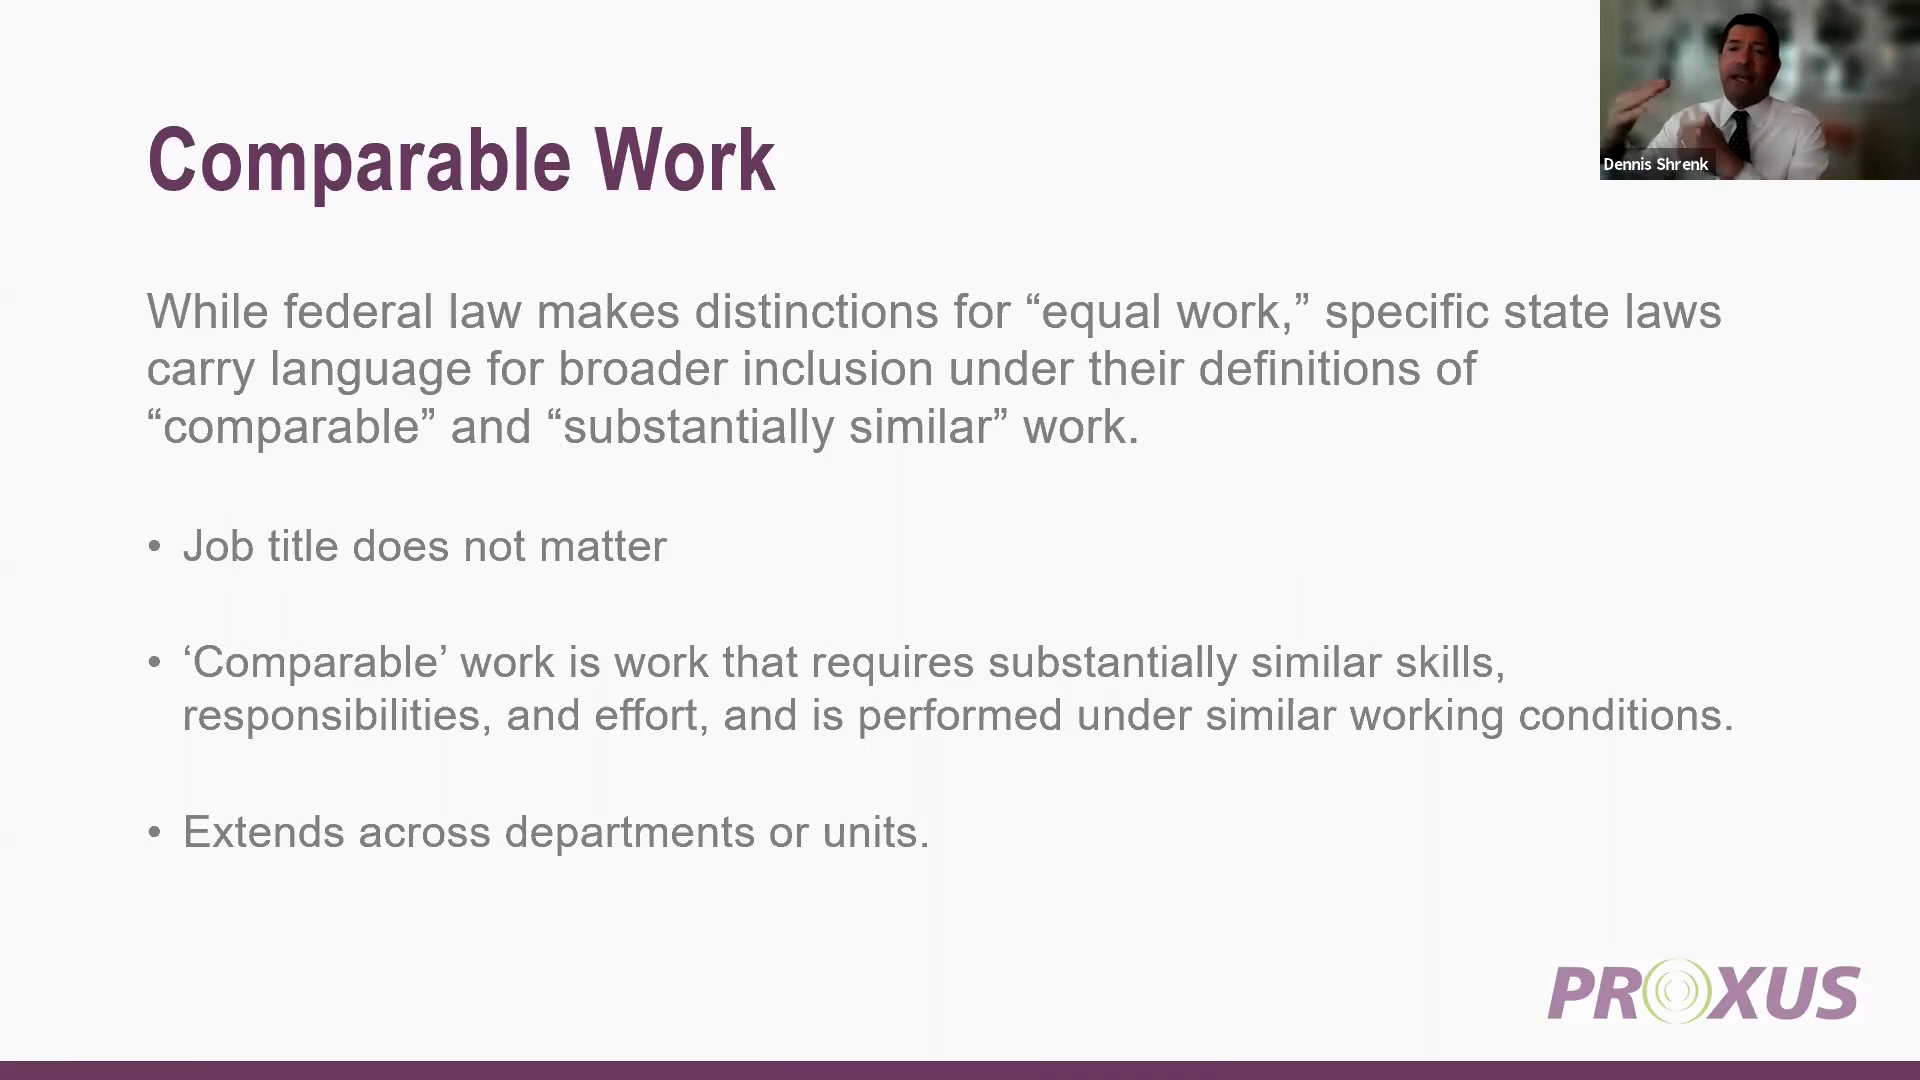 Dennis Shrenk
Comparable Work
While federal law makes distinctions for “equal work,” specific state laws
carry language for broader inclusion under their definitions of
“comparable” and “substantially similar” work.
• Job title does not matter
• ‘Comparable’ work is work that requires substantially similar skills,
responsibilities, and effort, and is performed under similar working conditions.
• Extends across departments or units.
PROXUS